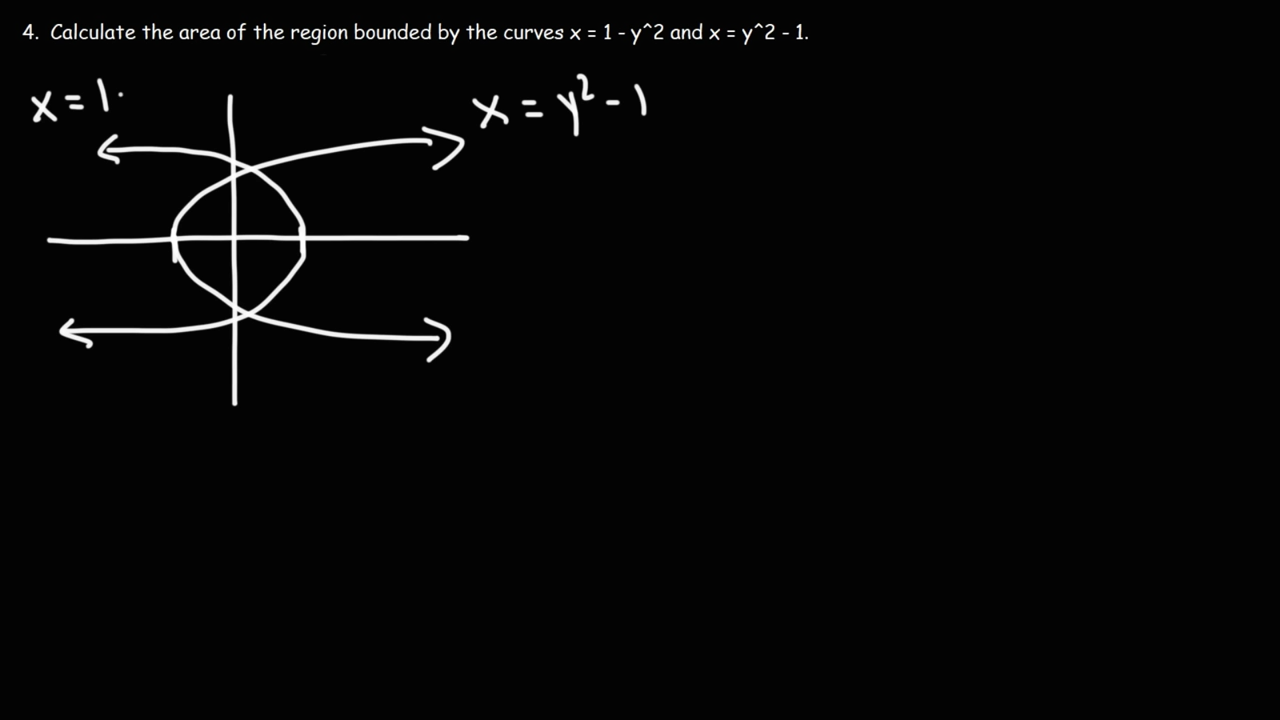 4. Calculate the area of the region bounded by the curves x = 1 - y^2 and x = y^2 - 1.
x = 1 -
x = y² - 1